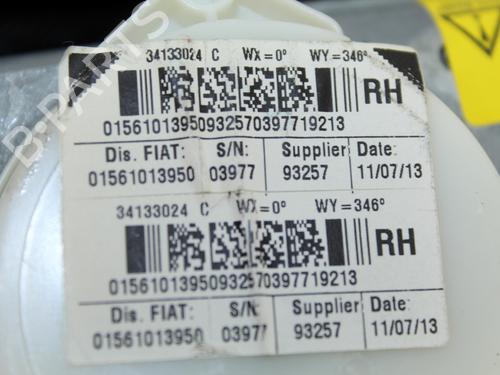 34133024 C WX=0° WY=346°
RH
01561013950932570397719213
Dis. FIAT: S/N: Supplier Date:
01561013950 03977 93257 11/07/13
34133024 C WX=0° WY=346°
RH
01561013950932570397719213
Dis. FIAT: S/N: Supplier Date:
01561013950 03977 93257 11/07/13
B-PARTS